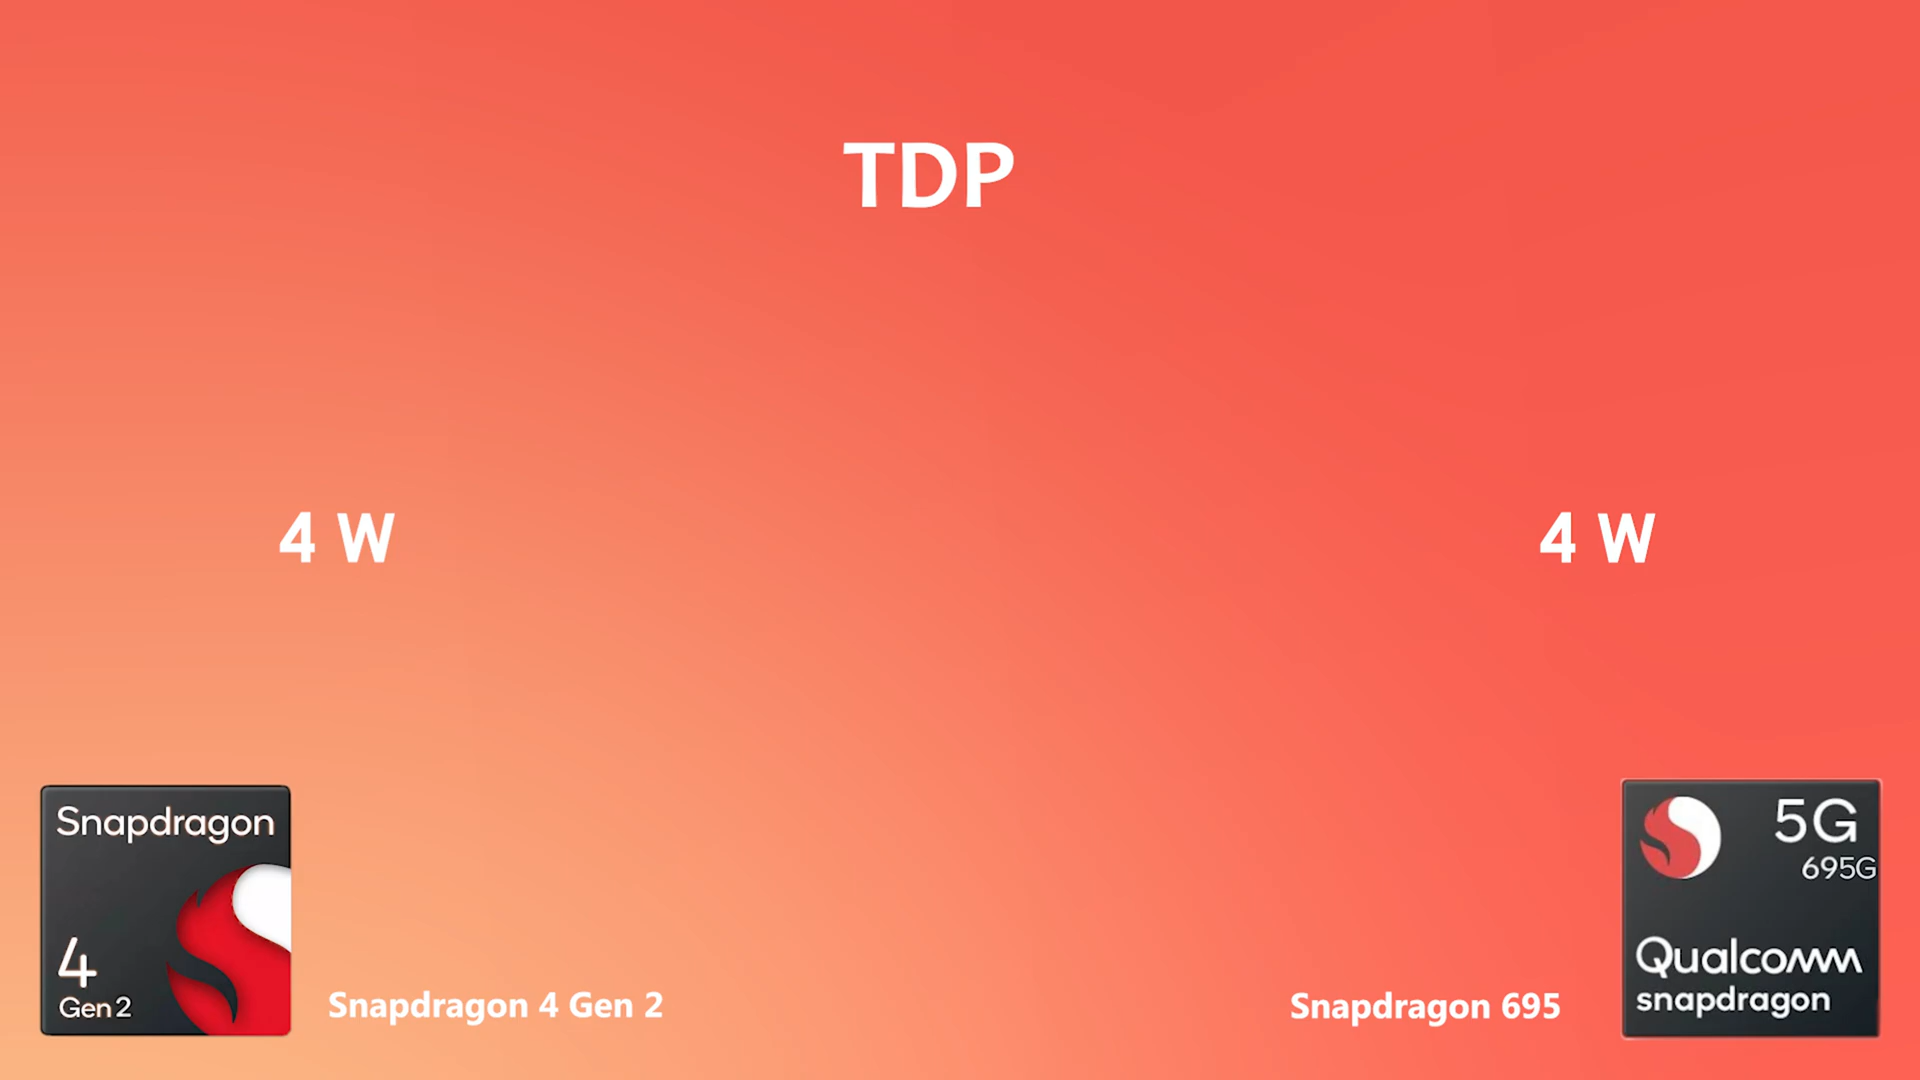 TDP
4 W
4 W
Snapdragon
4
Gen 2
Snapdragon 4 Gen 2
Snapdragon 695
5G
695G
Qualcomm
snapdragon